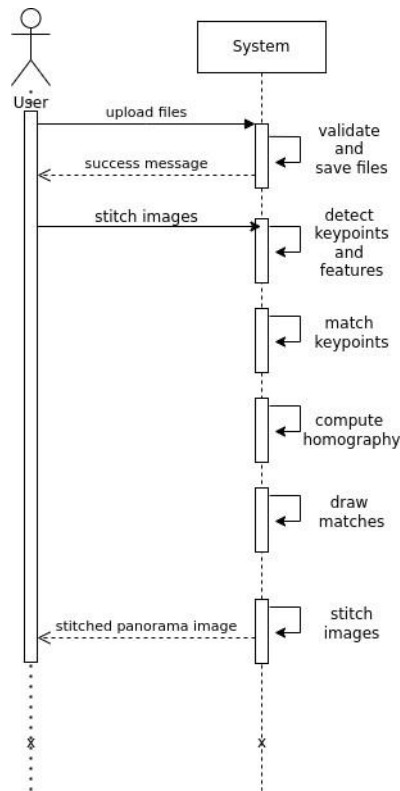 System
User
upload files
validate
and
save files
success message
stitch images
detect
keypoints
and
features
match
keypoints
compute
homography
draw
matches
stitched panorama image
stitch
images
x
x